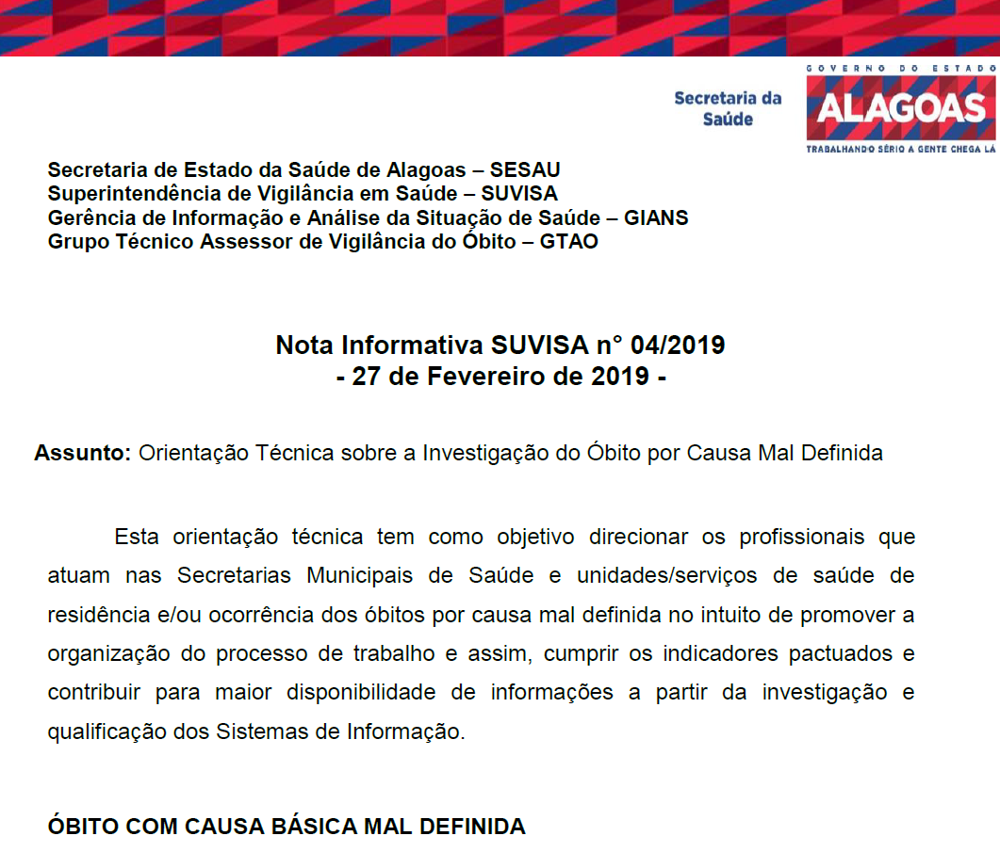 GOVERNO DO ESTADO
Secretaria da
Saúde
ALAGOAS
TRABALHANDO SÉRIO A GENTE CHEGA LÁ
Secretaria de Estado da Saúde de Alagoas – SESAU
Superintendência de Vigilância em Saúde – SUVISA
Gerência de Informação e Análise da Situação de Saúde – GIANS
Grupo Técnico Assessor de Vigilância do Óbito – GTAO
Nota Informativa SUVISA n° 04/2019
- 27 de Fevereiro de 2019 -
Assunto: Orientação Técnica sobre a Investigação do Óbito por Causa Mal Definida
Esta orientação técnica tem como objetivo direcionar os profissionais que
atuam nas Secretarias Municipais de Saúde e unidades/serviços de saúde de
residência e/ou ocorrência dos óbitos por causa mal definida no intuito de promover a
organização do processo de trabalho e assim, cumprir os indicadores pactuados e
contribuir para maior disponibilidade de informações a partir da investigação e
qualificação dos Sistemas de Informação.
ÓBITO COM CAUSA BÁSICA MAL DEFINIDA